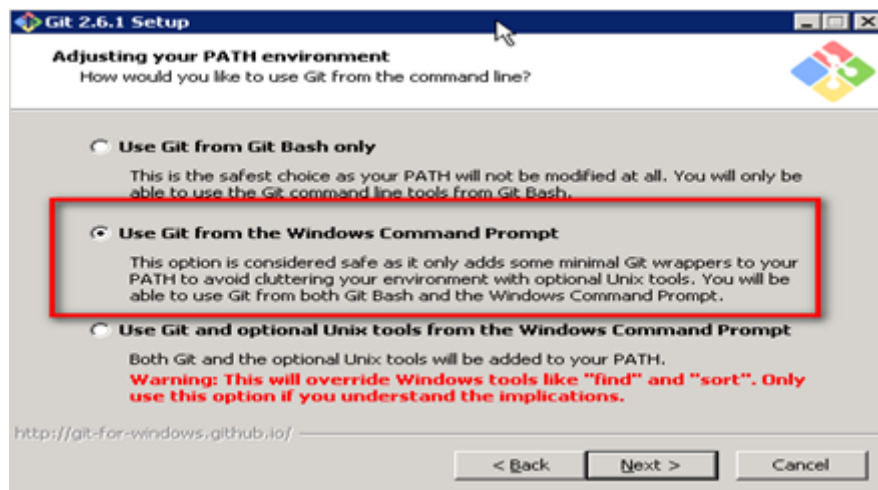 Git 2.6.1 Setup
Adjusting your PATH environment
How would you like to use Git from the command line?
Use Git from Git Bash only
This is the safest choice as your PATH will not be modified at all. You will only be
able to use the Git command line tools from Git Bash.
Use Git from the Windows Command Prompt
This option is considered safe as it only adds some minimal Git wrappers to your
PATH to avoid cluttering your environment with optional Unix tools. You will be
able to use Git from both Git Bash and the Windows Command Prompt.
Use Git and optional Unix tools from the Windows Command Prompt
Both Git and the optional Unix tools will be added to your PATH.
Warning: This will override Windows tools like "find" and "sort". Only
use this option if you understand the implications.
http://git-for-windows.github.io/
< Back Next > Cancel